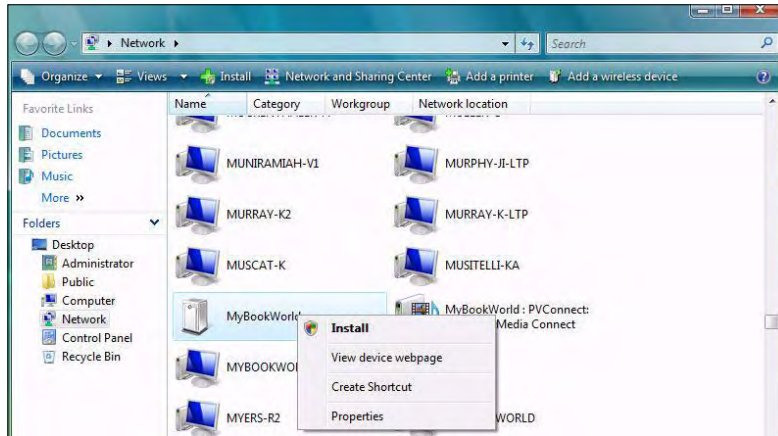 Network
Search
Organize Views Install Network and Sharing Center Add a printer Add a wireless device
Favorite Links
Documents
Pictures
Music
More »
Folders
Desktop
Administrator
Public
Computer
Network
Control Panel
Recycle Bin
Name Category Workgroup Network location
MUNIRAMIAH-V1
MURPHY-JI-LTP
MURRAY-K2
MURRAY-K-LTP
MUSCAT-K
MUSITELLI-KA
MyBookWorld
MyBookWorld : PVConnect:
Media Connect
MYERS-R2
Install
View device webpage
Create Shortcut
Properties